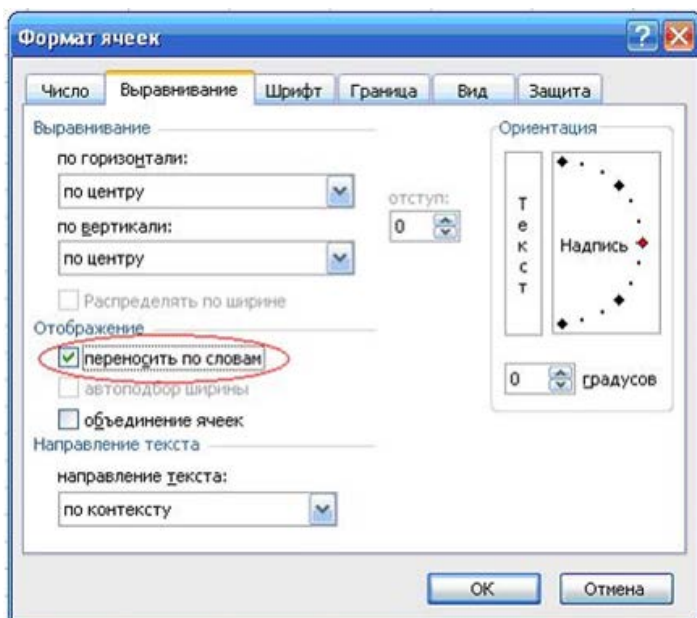 Формат ячеек
Число Выравнивание Шрифт Граница Вид Защита
Выравнивание
по горизонтали:
по центру
отступ:
0
по вертикали:
по центру
Распределять по ширине
Отображение
переносить по словам
автоподбор ширины
объединение ячеек
Направление текста
направление текста:
по контексту
Ориентация
Текст
Надпись
0 градусов
ОК Отмена